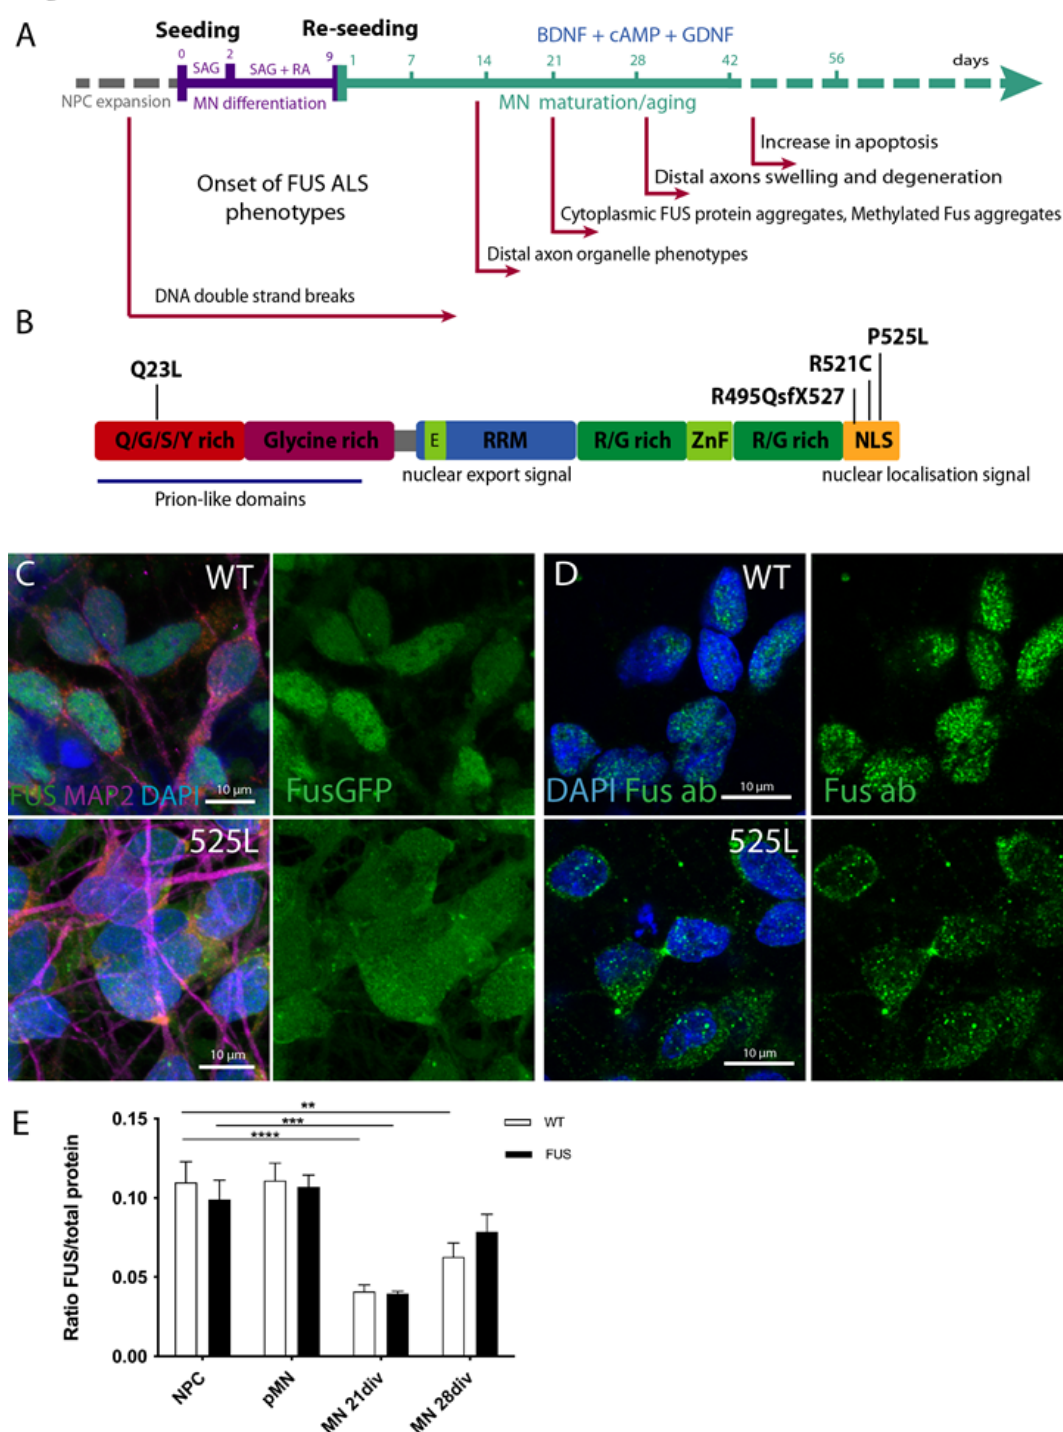 A
Seeding
Re-seeding
BDNF + cAMP + GDNF
0 2 9 1 7 14 21 28 42 56 days
SAG SAG + RA
NPC expansion MN differentiation MN maturation/aging
Increase in apoptosis
Onset of FUS ALS
phenotypes
Distal axons swelling and degeneration
Cytoplasmic FUS protein aggregates, Methylated Fus aggregates
Distal axon organelle phenotypes
DNA double strand breaks
B
P525L
Q23L
R521C
R495QsfX527
Q/G/S/Y rich Glycine rich E RRM R/G rich ZnF R/G rich NLS
nuclear export signal nuclear localisation signal
Prion-like domains
C WT
FUS MAP2 DAPI 10 µm
FusGFP
D WT
DAPI Fus ab 10 µm
Fus ab
525L
10 µm
525L
10 µm
E
**
***
****
WT
FUS
Ratio FUS/total protein
0.15
0.10
0.05
0.00
NPC
pMN
MN 21div
MN 28div